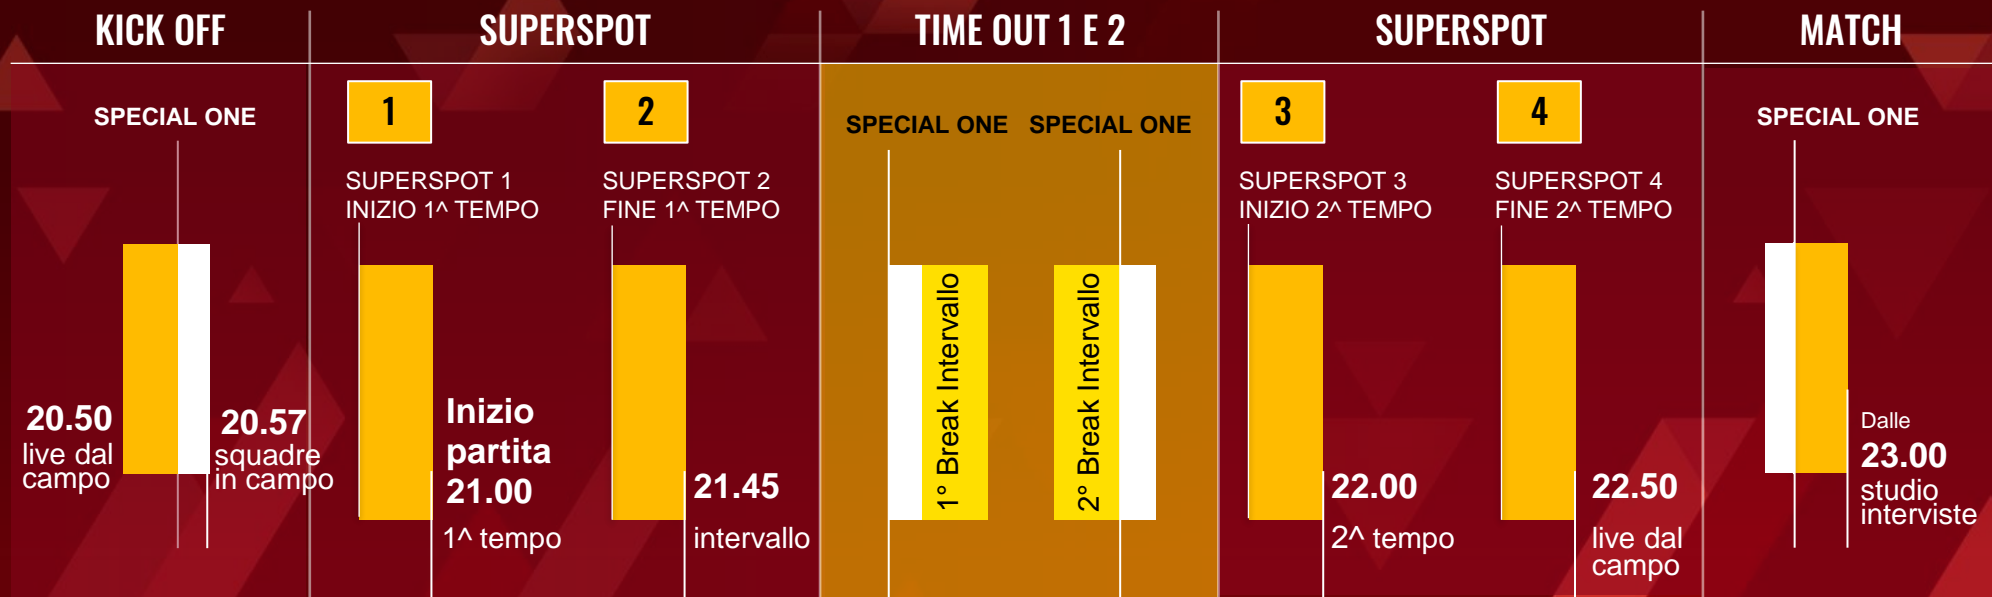 KICK OFF
SUPERSPOT
TIME OUT 1 E 2
SUPERSPOT
MATCH
SPECIAL ONE
20.50
live dal
campo
20.57
squadre
in campo
1
SUPERSPOT 1
INIZIO 1^ TEMPO
Inizio
partita
21.00
1^ tempo
2
SUPERSPOT 2
FINE 1^ TEMPO
21.45
intervallo
SPECIAL ONE
1° Break Intervallo
SPECIAL ONE
2° Break Intervallo
3
SUPERSPOT 3
INIZIO 2^ TEMPO
22.00
2^ tempo
4
SUPERSPOT 4
FINE 2^ TEMPO
22.50
live dal
campo
SPECIAL ONE
Dalle
23.00
studio
interviste